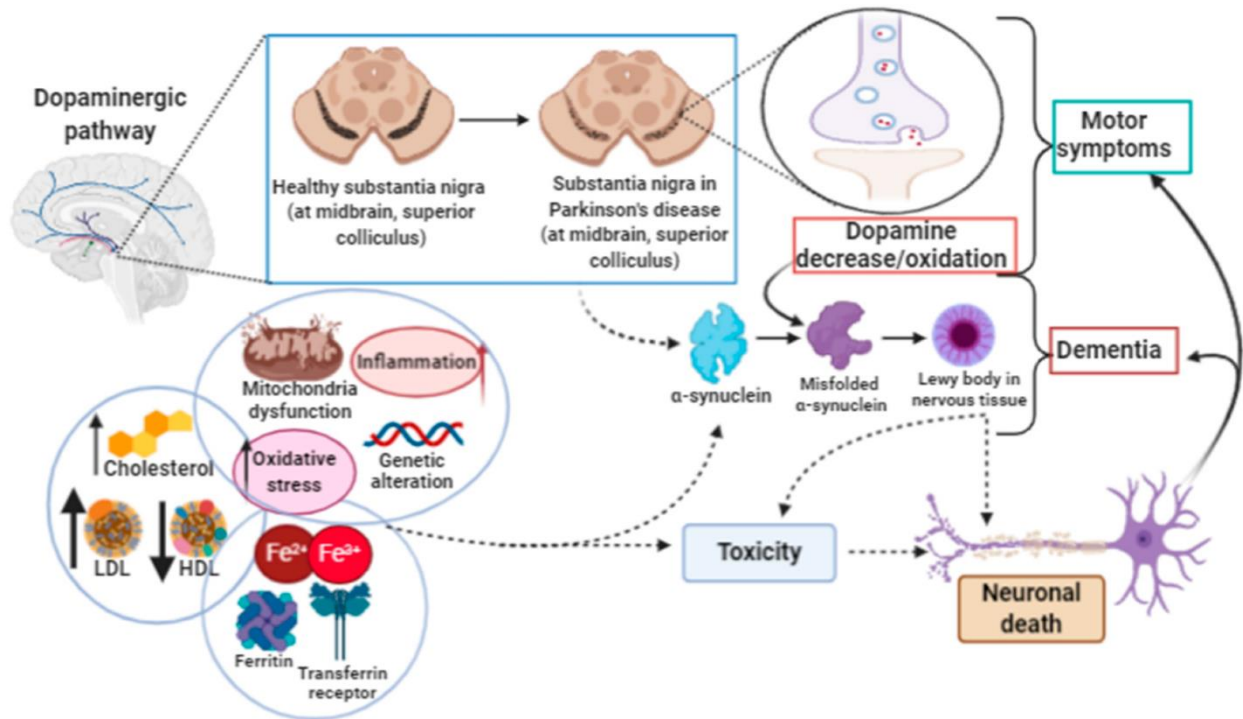 Dopaminergic
pathway
Healthy substantia nigra
(at midbrain, superior
colliculus)
Substantia nigra in
Parkinson's disease
(at midbrain, superior
colliculus)
Motor
symptoms
Dopamine
decrease/oxidation
α-synuclein
Misfolded
α-synuclein
Lewy body in
nervous tissue
Dementia
Mitochondria
dysfunction
Inflammation
Genetic
alteration
Oxidative
stress
Cholesterol
LDL
HDL
Fe²⁺
Fe³⁺
Ferritin
Transferrin
receptor
Toxicity
Neuronal
death